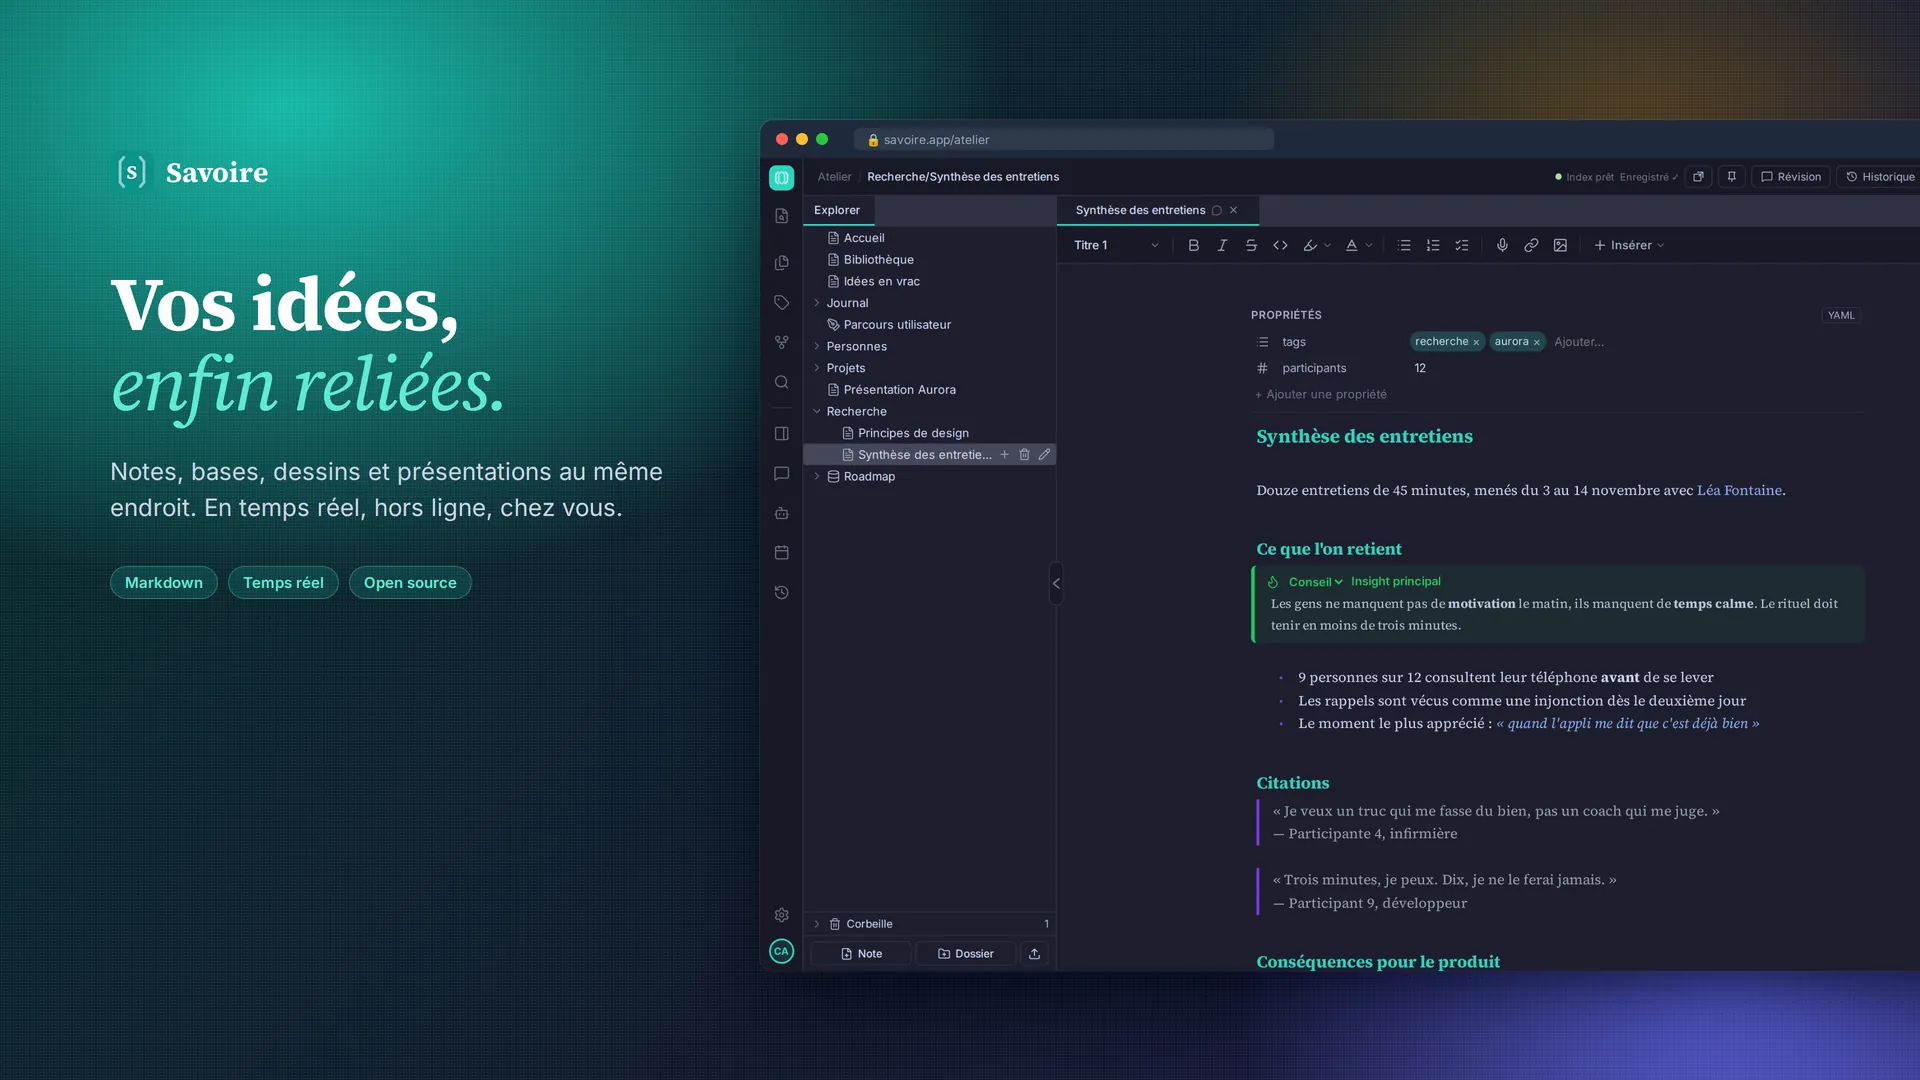 Savoire
Vos idées,
enfin reliées.
Notes, bases, dessins et présentations au même
endroit. En temps réel, hors ligne, chez vous.
Markdown
Temps réel
Open source
savoire.app/atelier
Atelier / Recherche/Synthèse des entretiens
Index prêt Enregistré ✓
Révision
Historique
Explorer
Accueil
Bibliothèque
Idées en vrac
Journal
Parcours utilisateur
Personnes
Projets
Présentation Aurora
Recherche
Principes de design
Synthèse des entretie...
Roadmap
Corbeille 1
Note
Dossier
CA
Synthèse des entretiens
Titre 1
Insérer
PROPRIÉTÉS
YAML
tags recherche × aurora × Ajouter...
participants 12
+ Ajouter une propriété
Synthèse des entretiens
Douze entretiens de 45 minutes, menés du 3 au 14 novembre avec Léa Fontaine.
Ce que l'on retient
Conseil Insight principal
Les gens ne manquent pas de motivation le matin, ils manquent de temps calme. Le rituel doit
tenir en moins de trois minutes.
9 personnes sur 12 consultent leur téléphone avant de se lever
Les rappels sont vécus comme une injonction dès le deuxième jour
Le moment le plus apprécié : « quand l'appli me dit que c'est déjà bien »
Citations
« Je veux un truc qui me fasse du bien, pas un coach qui me juge. »
— Participante 4, infirmière
« Trois minutes, je peux. Dix, je ne le ferai jamais. »
— Participant 9, développeur
Conséquences pour le produit